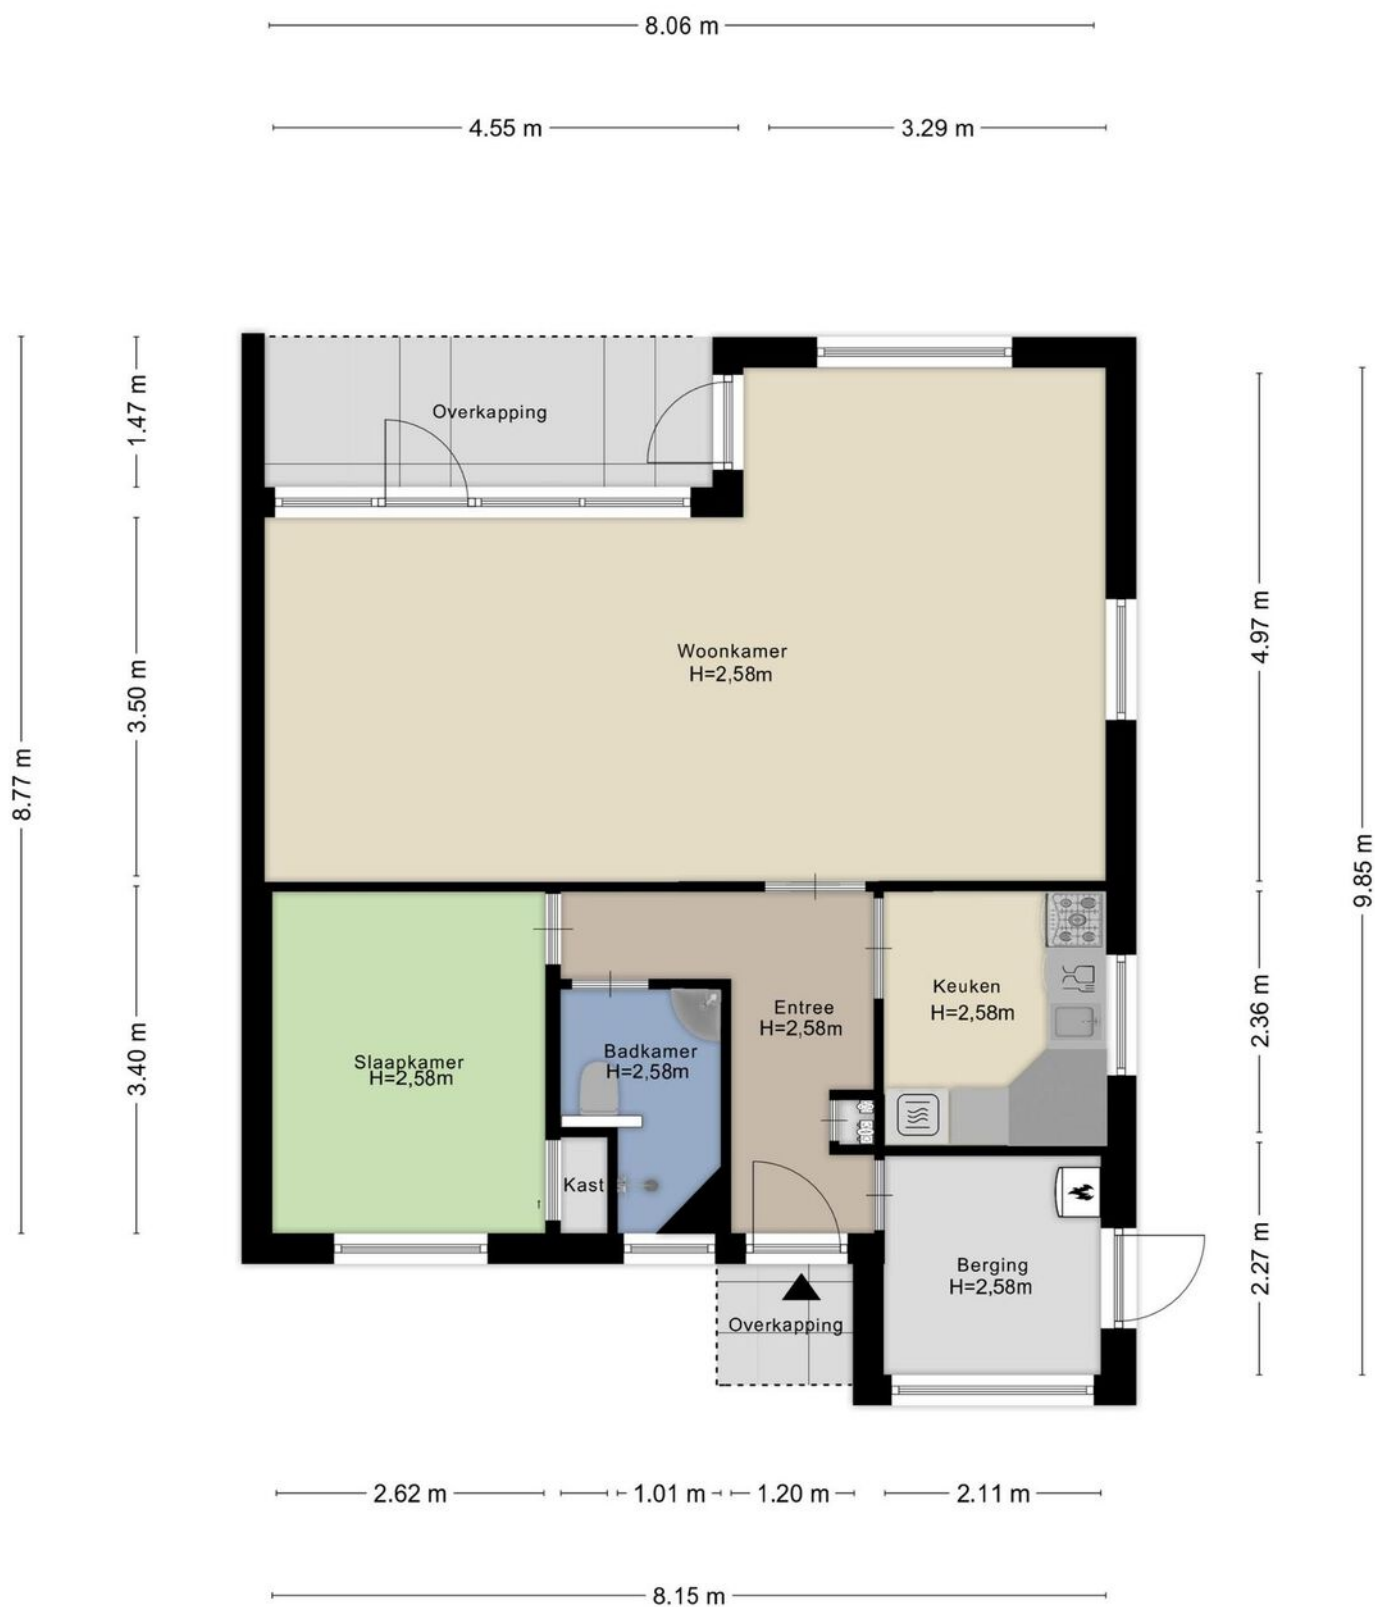 8.06 m
4.55 m
3.29 m
1.47 m
Overkapping
8.77 m
3.50 m
Woonkamer
H=2,58m
4.97 m
9.85 m
3.40 m
Slaapkamer
H=2,58m
Badkamer
H=2,58m
Kast
Entree
H=2,58m
Keuken
H=2,58m
2.36 m
Berging
H=2,58m
2.27 m
Overkapping
2.62 m
1.01 m
1.20 m
2.11 m
8.15 m